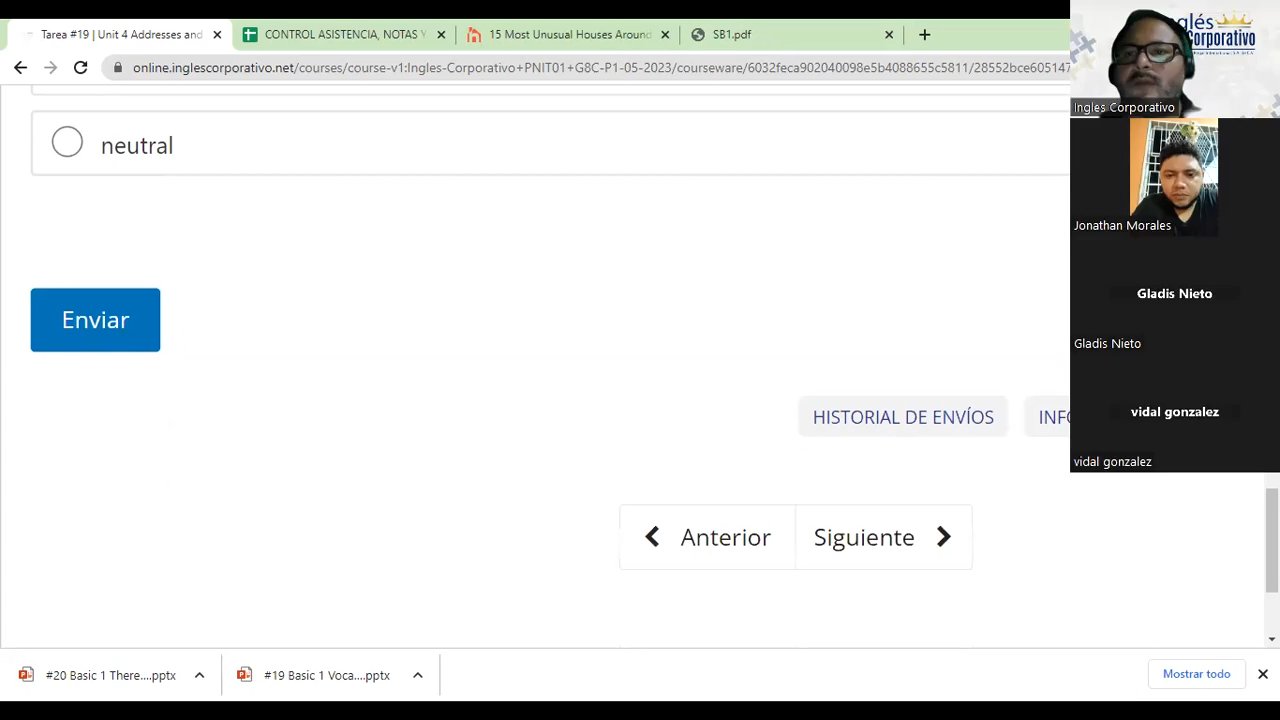 Tarea #19 | Unit 4 Addresses and
CONTROL ASISTENCIA, NOTAS Y
15 Most Unusual Houses Around
SB1.pdf
online.inglescorporativo.net/courses/course-v1:Ingles-Corporativo+PNIT01+G8C-P1-05-2023/courseware/6032feca902040098e5b4088655c5811/28552bce605147
neutral
Enviar
HISTORIAL DE ENVÍOS
INFO
Anterior
Siguiente
#20 Basic 1 There....pptx
#19 Basic 1 Voca....pptx
Mostrar todo
Inglés
Corporativo
Ingles Corporativo
Jonathan Morales
Gladis Nieto
Gladis Nieto
vidal gonzalez
vidal gonzalez